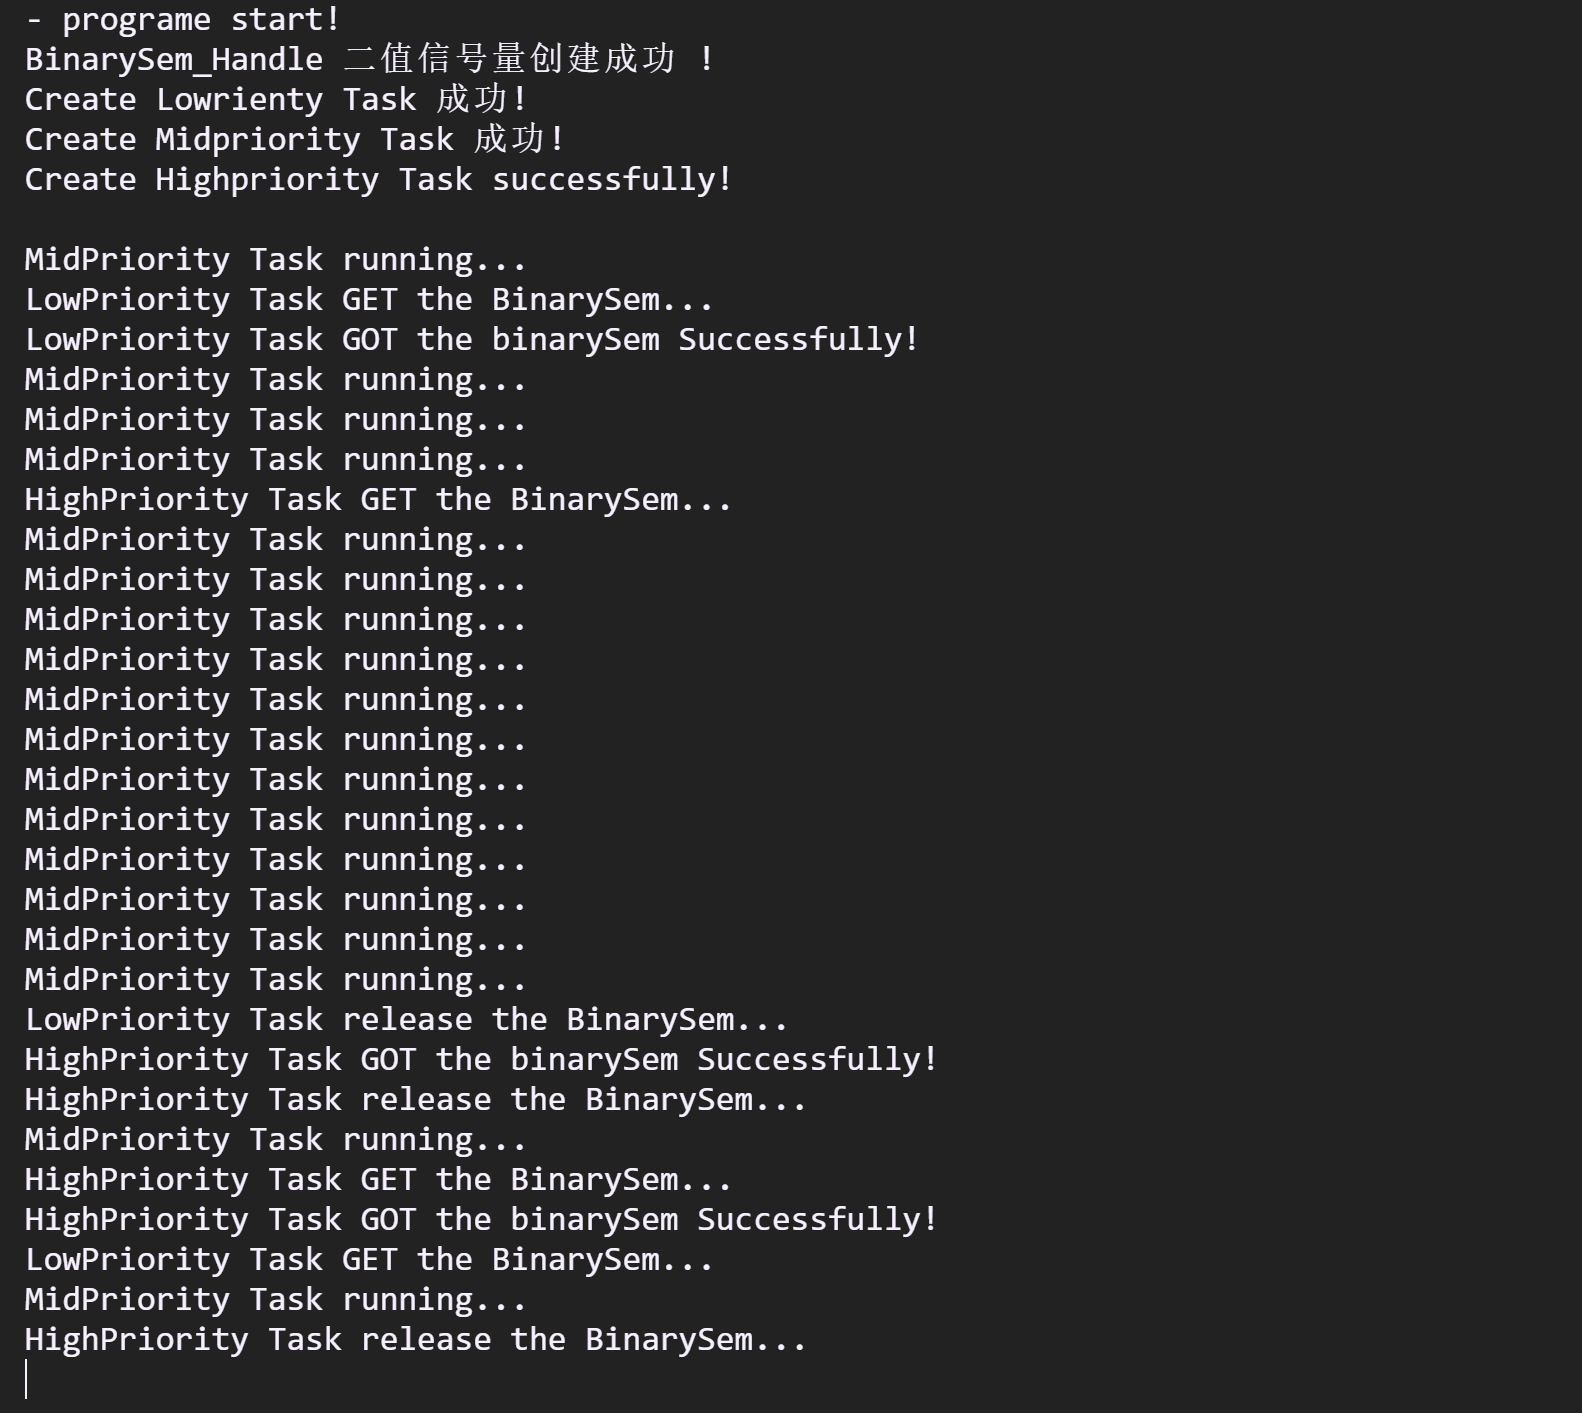 - programe start!
BinarySem_Handle 二值信号量创建成功 !
Create Lowrienty Task 成功!
Create Midpriority Task 成功!
Create Highpriority Task successfully!
MidPriority Task running...
LowPriority Task GET the BinarySem...
LowPriority Task GOT the binarySem Successfully!
MidPriority Task running...
MidPriority Task running...
MidPriority Task running...
HighPriority Task GET the BinarySem...
MidPriority Task running...
MidPriority Task running...
MidPriority Task running...
MidPriority Task running...
MidPriority Task running...
MidPriority Task running...
MidPriority Task running...
MidPriority Task running...
MidPriority Task running...
MidPriority Task running...
MidPriority Task running...
MidPriority Task running...
LowPriority Task release the BinarySem...
HighPriority Task GOT the binarySem Successfully!
HighPriority Task release the BinarySem...
MidPriority Task running...
HighPriority Task GET the BinarySem...
HighPriority Task GOT the binarySem Successfully!
LowPriority Task GET the BinarySem...
MidPriority Task running...
HighPriority Task release the BinarySem...